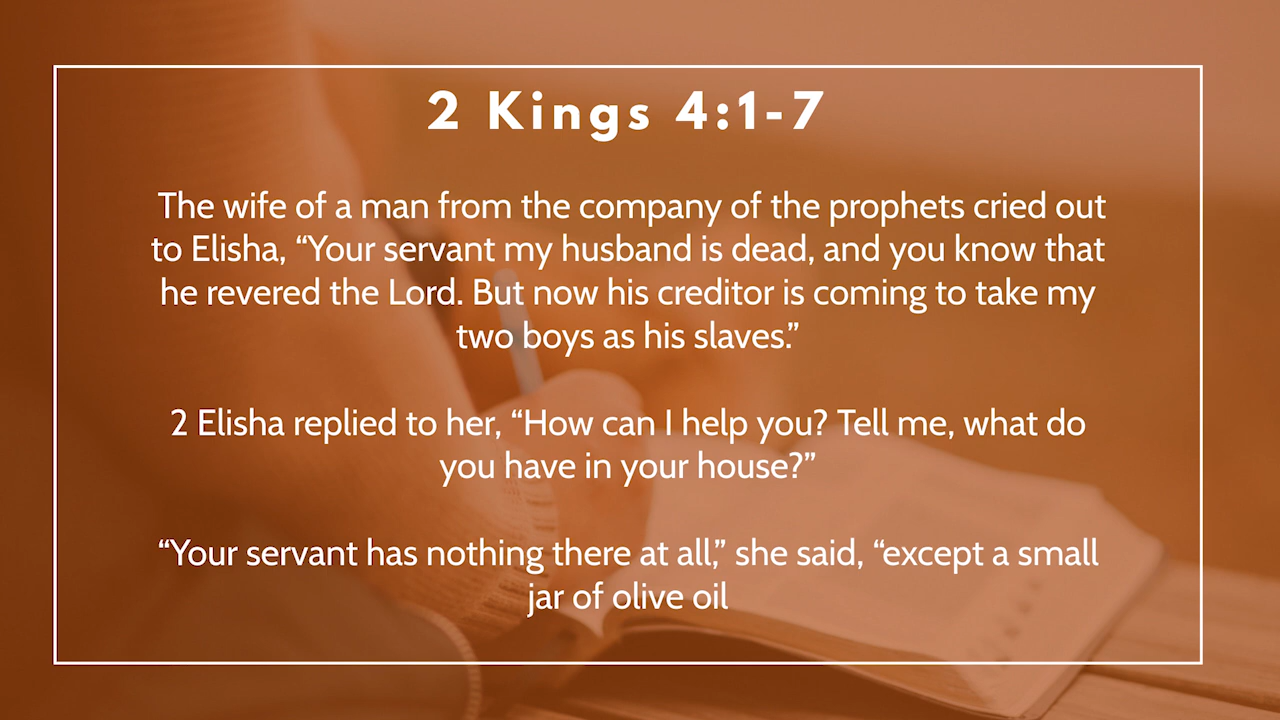 2 Kings 4:1-7
The wife of a man from the company of the prophets cried out
to Elisha, “Your servant my husband is dead, and you know that
he revered the Lord. But now his creditor is coming to take my
two boys as his slaves.”
2 Elisha replied to her, “How can I help you? Tell me, what do
you have in your house?”
“Your servant has nothing there at all,” she said, “except a small
jar of olive oil